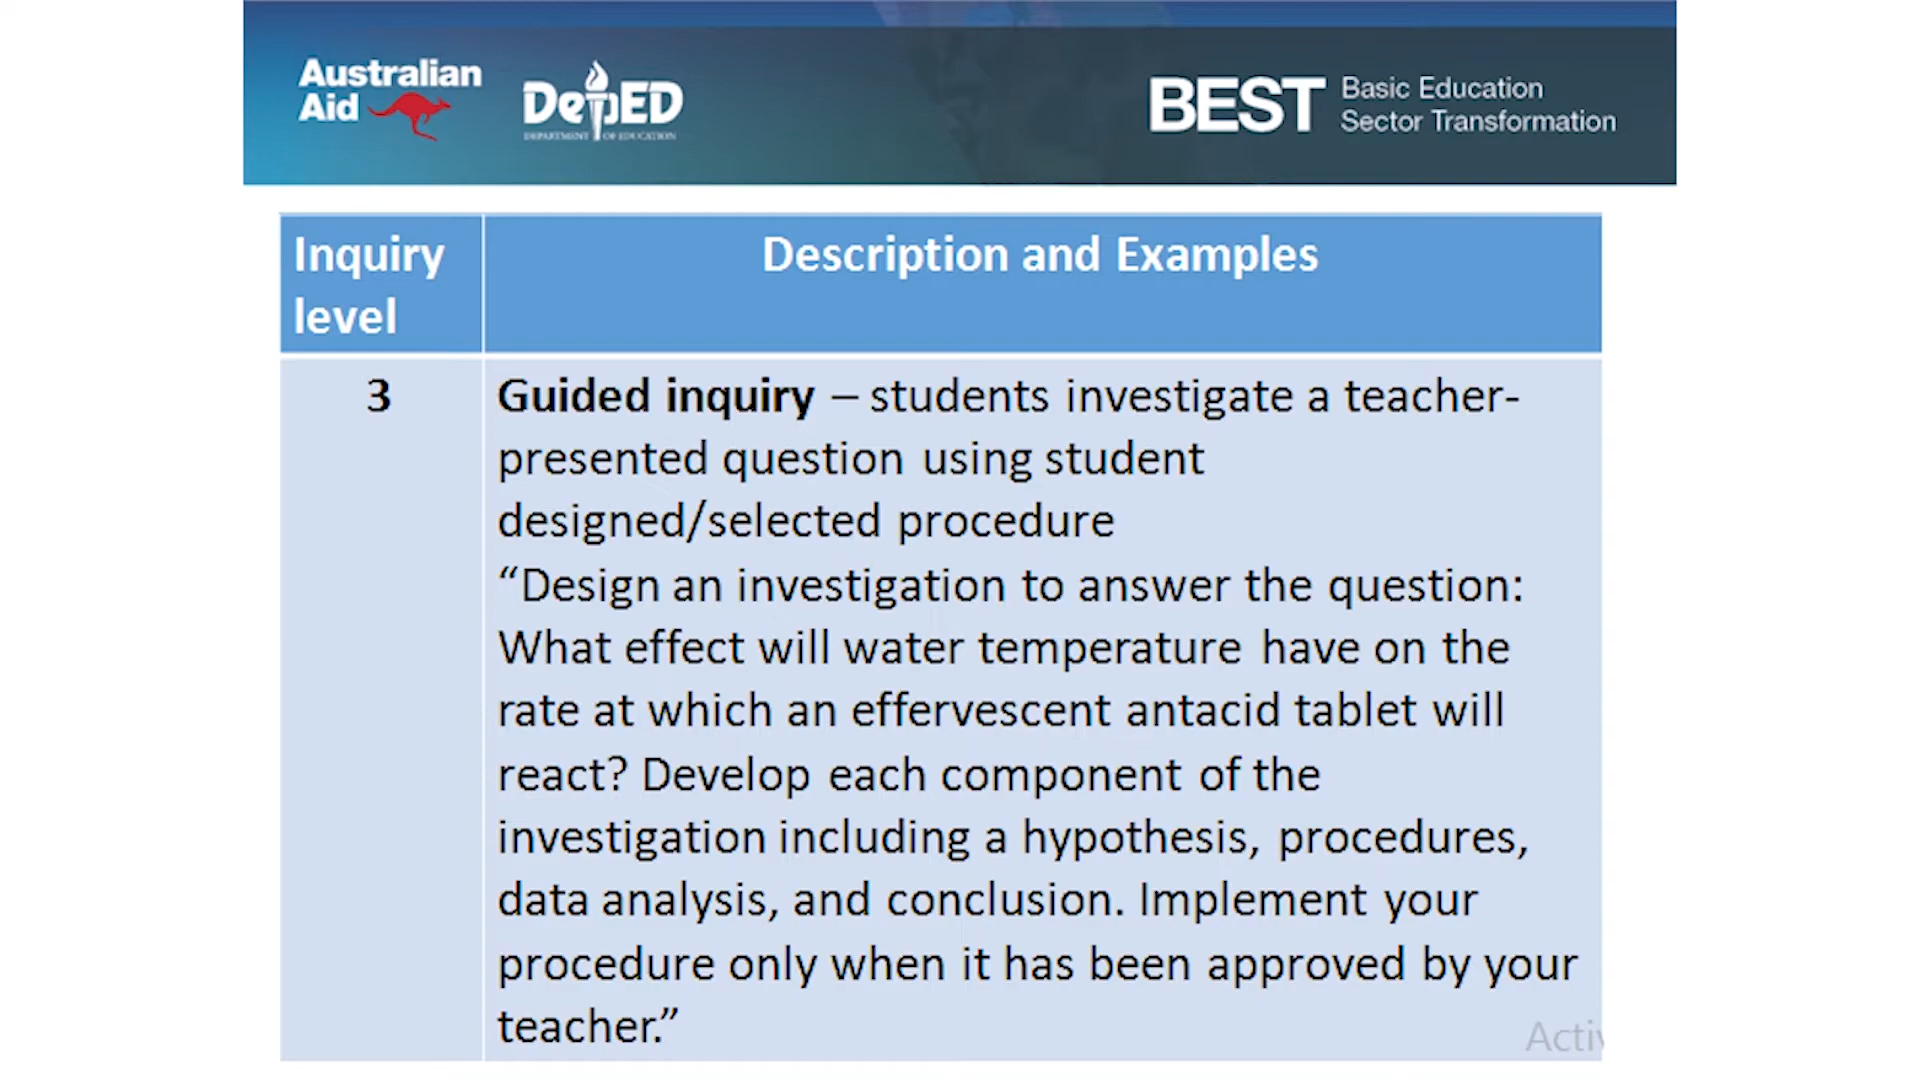 Australian
Aid
DepED
DEPARTMENT OF EDUCATION
BEST
Basic Education
Sector Transformation
Inquiry
level
Description and Examples
3
Guided inquiry – students investigate a teacher-
presented question using student
designed/selected procedure
“Design an investigation to answer the question:
What effect will water temperature have on the
rate at which an effervescent antacid tablet will
react? Develop each component of the
investigation including a hypothesis, procedures,
data analysis, and conclusion. Implement your
procedure only when it has been approved by your
teacher.”